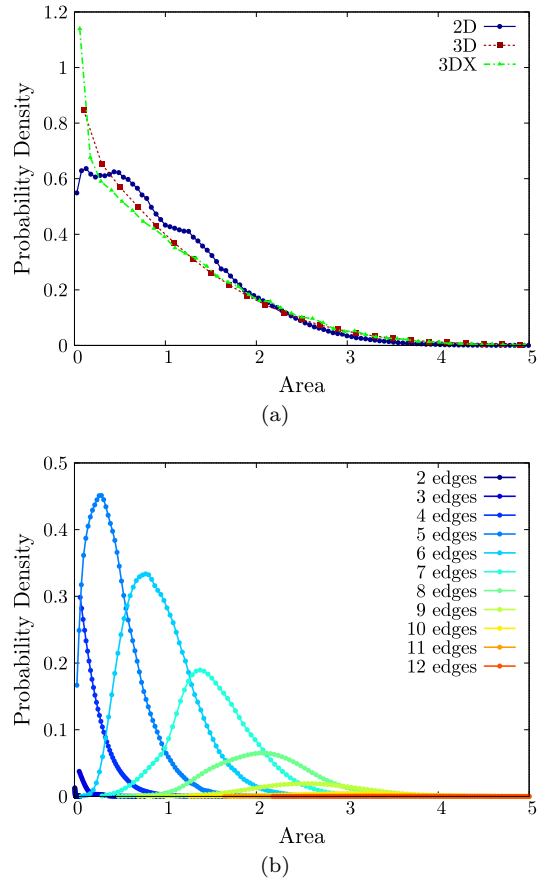 1.2
1
0.8
0.6
0.4
0.2
0
Probability Density
2D
3D
3DX
0 1 2 3 4 5
Area
(a)
0.5
0.4
0.3
0.2
0.1
0
Probability Density
2 edges
3 edges
4 edges
5 edges
6 edges
7 edges
8 edges
9 edges
10 edges
11 edges
12 edges
0 1 2 3 4 5
Area
(b)